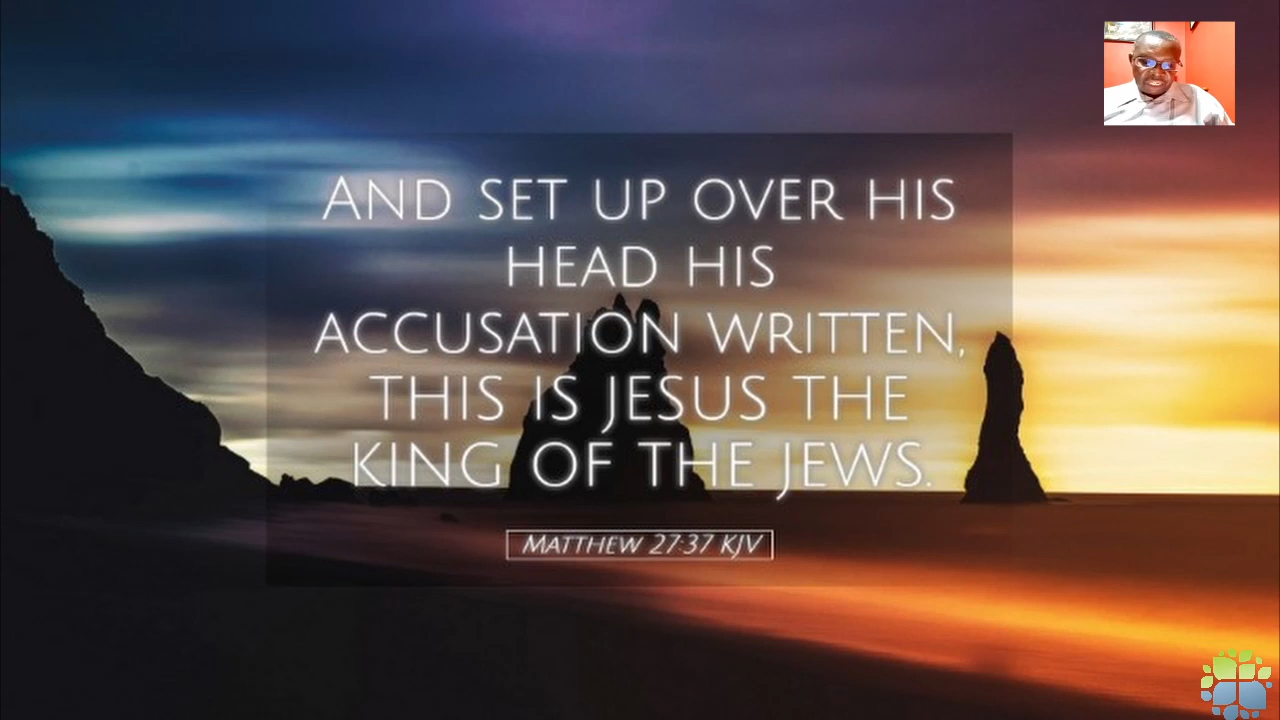 AND SET UP OVER HIS
HEAD HIS
ACCUSATION WRITTEN,
THIS IS JESUS THE
KING OF THE JEWS.
MATTHEW 27:37 KJV